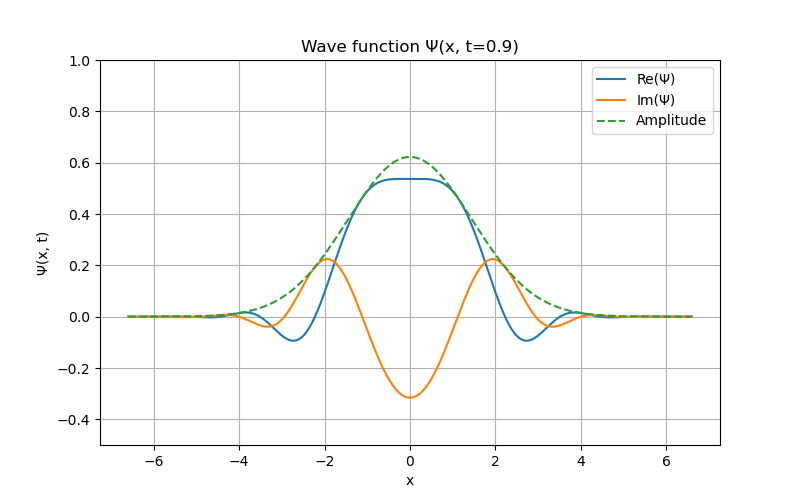 Wave function Ψ(x, t=0.9)
Re(Ψ)
Im(Ψ)
Amplitude
Ψ(x, t)
1.0
0.8
0.6
0.4
0.2
0.0
−0.2
−0.4
−6 −4 −2 0 2 4 6
x